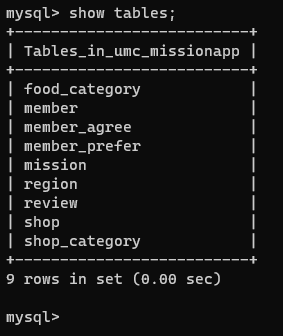 mysql> show tables;
+--------------------------+
| Tables_in_umc_missionapp |
+--------------------------+
| food_category            |
| member                   |
| member_agree             |
| member_prefer            |
| mission                  |
| region                   |
| review                   |
| shop                     |
| shop_category            |
+--------------------------+
9 rows in set (0.00 sec)
mysql>